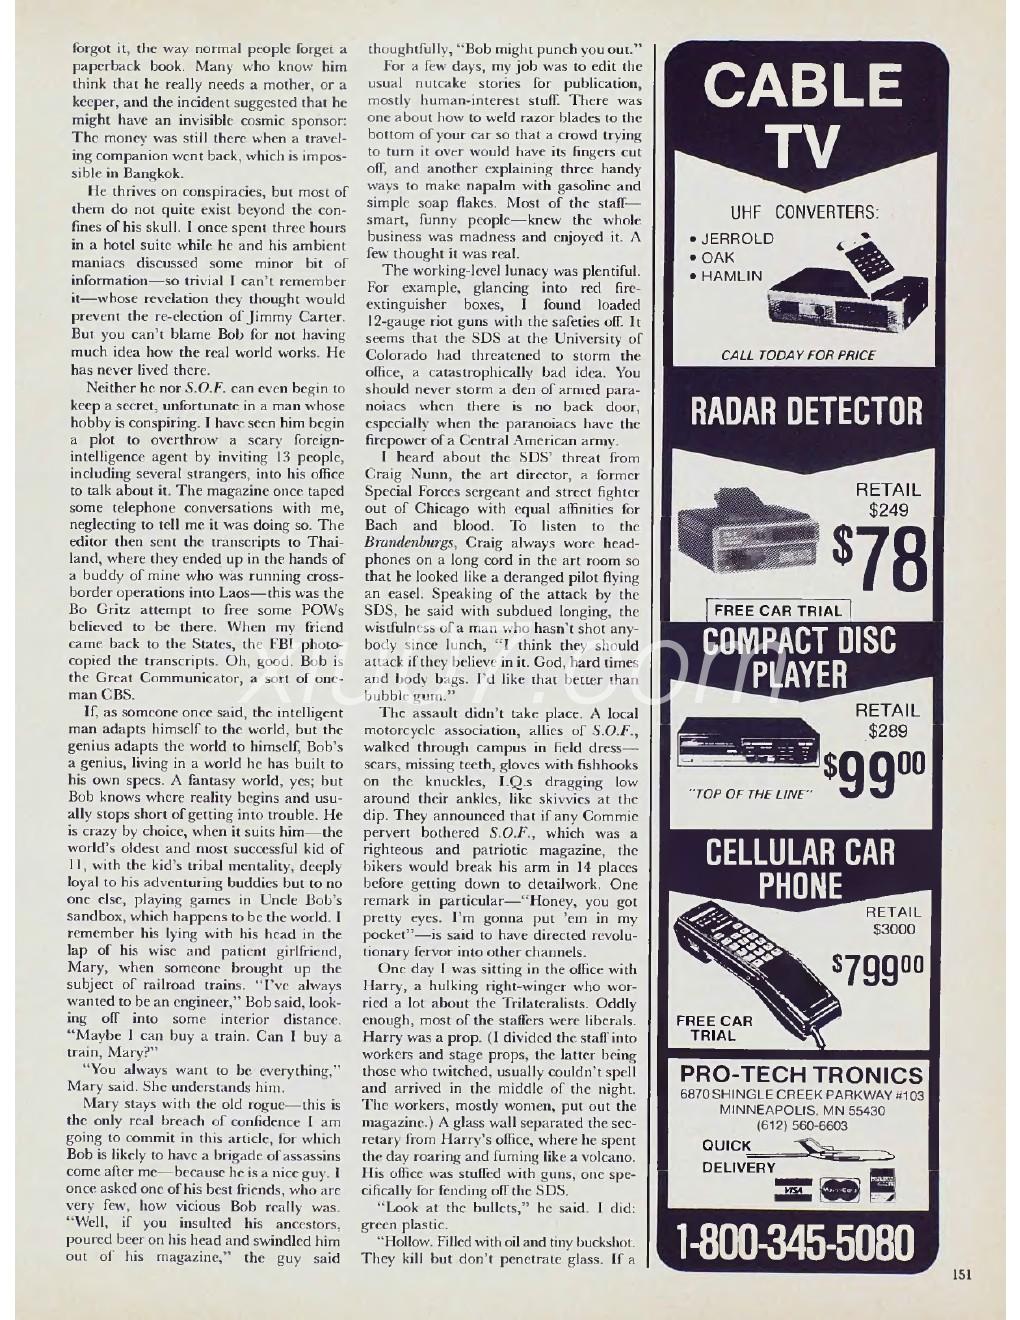 forgot it, the way normal people forget a
paperback book. Many who know him
think that he really needs a mother, or a
keeper, and the incident suggested that he
might have an invisible cosmic sponsor:
The money was still there when a travel-
ing companion went back, which is impos-
sible in Bangkok.
He thrives on conspiracies, but most of
them do not quite exist beyond the con-
fines of his skull. I once spent three hours
in a hotel suite while he and his ambient
maniacs discussed some minor bit of
information—so trivial I can't remember
it—whose revelation they thought would
prevent the re-election of Jimmy Carter.
But you can't blame Bob for not having
much idea how the real world works. He
has never lived there.
Neither he nor S.O.F. can even begin to
keep a secret, unfortunate in a man whose
hobby is conspiring. I have seen him begin
a plot to overthrow a scary foreign-
intelligence agent by inviting 13 people,
including several strangers, into his office
to talk about it. The magazine once taped
some telephone conversations with me,
neglecting to tell me it was doing so. The
editor then sent the transcripts to Thai-
land, where they ended up in the hands of
a buddy of mine who was running cross-
border operations into Laos—this was the
Bo Gritz attempt to free some POWs
believed to be there. When my friend
came back to the States, the FBI photo-
copied the transcripts. Oh, good. Bob is
the Great Communicator, a sort of one-
man CBS.
If, as someone once said, the intelligent
man adapts himself to the world, but the
genius adapts the world to himself, Bob's
a genius, living in a world he has built to
his own specs. A fantasy world, yes; but
Bob knows where reality begins and usu-
ally stops short of getting into trouble. He
is crazy by choice, when it suits him—the
world's oldest and most successful kid of
11, with the kid's tribal mentality, deeply
loyal to his adventuring buddies but to no
one else, playing games in Uncle Bob's
sandbox, which happens to be the world. I
remember his lying with his head in the
lap of his wise and patient girlfriend,
Mary, when someone brought up the
subject of railroad trains. "I've always
wanted to be an engineer," Bob said, look-
ing off into some interior distance.
"Maybe I can buy a train. Can I buy a
train, Mary?"
"You always want to be everything,"
Mary said. She understands him.
Mary stays with the old rogue—this is
the only real breach of confidence I am
going to commit in this article, for which
Bob is likely to have a brigade of assassins
come after me—because he is a nice guy. I
once asked one of his best friends, who are
very few, how vicious Bob really was.
"Well, if you insulted his ancestors,
poured beer on his head and swindled him
out of his magazine," the guy said
thoughtfully, "Bob might punch you out."
For a few days, my job was to edit the
usual nutcake stories for publication,
mostly human-interest stuff. There was
one about how to weld razor blades to the
bottom of your car so that a crowd trying
to turn it over would have its fingers cut
off, and another explaining three handy
ways to make napalm with gasoline and
simple soap flakes. Most of the staff—
smart, funny people—knew the whole
business was madness and enjoyed it. A
few thought it was real.
The working-level lunacy was plentiful.
For example, glancing into red fire-
extinguisher boxes, I found loaded
12-gauge riot guns with the safeties off. It
seems that the SDS at the University of
Colorado had threatened to storm the
office, a catastrophically bad idea. You
should never storm a den of armed para-
noiacs when there is no back door,
especially when the paranoiacs have the
firepower of a Central American army.
I heard about the SDS' threat from
Craig Nunn, the art director, a former
Special Forces sergeant and street fighter
out of Chicago with equal affinities for
Bach and blood. To listen to the
Brandenburgs, Craig always wore head-
phones on a long cord in the art room so
that he looked like a deranged pilot flying
an easel. Speaking of the attack by the
SDS, he said with subdued longing, the
wistfulness of a man who hasn't shot any-
body since lunch, "I think they should
attack if they believe in it. God, hard times
and body bags. I'd like that better than
bubble gum."
The assault didn't take place. A local
motorcycle association, allies of S.O.F.,
walked through campus in field dress—
scars, missing teeth, gloves with fishhooks
on the knuckles, I.Q.s dragging low
around their ankles, like skivvies at the
dip. They announced that if any Commie
pervert bothered S.O.F., which was a
righteous and patriotic magazine, the
bikers would break his arm in 14 places
before getting down to detailwork. One
remark in particular—"Honey, you got
pretty eyes. I'm gonna put 'em in my
pocket"—is said to have directed revolu-
tionary fervor into other channels.
One day I was sitting in the office with
Harry, a hulking right-winger who wor-
ried a lot about the Trilateralists. Oddly
enough, most of the staffers were liberals.
Harry was a prop. (I divided the staff into
workers and stage props, the latter being
those who twitched, usually couldn't spell
and arrived in the middle of the night.
The workers, mostly women, put out the
magazine.) A glass wall separated the sec-
retary from Harry's office, where he spent
the day roaring and fuming like a volcano.
His office was stuffed with guns, one spe-
cifically for fending off the SDS.
"Look at the bullets," he said. I did:
green plastic.
"Hollow. Filled with oil and tiny buckshot.
They kill but don't penetrate glass. If a
CABLE
TV
UHF CONVERTERS:
• JERROLD
• OAK
• HAMLIN
CALL TODAY FOR PRICE
RADAR DETECTOR
RETAIL
$249
$78
FREE CAR TRIAL
COMPACT DISC
PLAYER
RETAIL
$289
$99⁰⁰
"TOP OF THE LINE"
CELLULAR CAR
PHONE
RETAIL
$3000
$799⁰⁰
FREE CAR
TRIAL
PRO-TECH TRONICS
6870 SHINGLE CREEK PARKWAY #103
MINNEAPOLIS, MN 55430
(612) 560-6603
QUICK
DELIVERY
VISA
MasterCard
1-800-345-5080
151